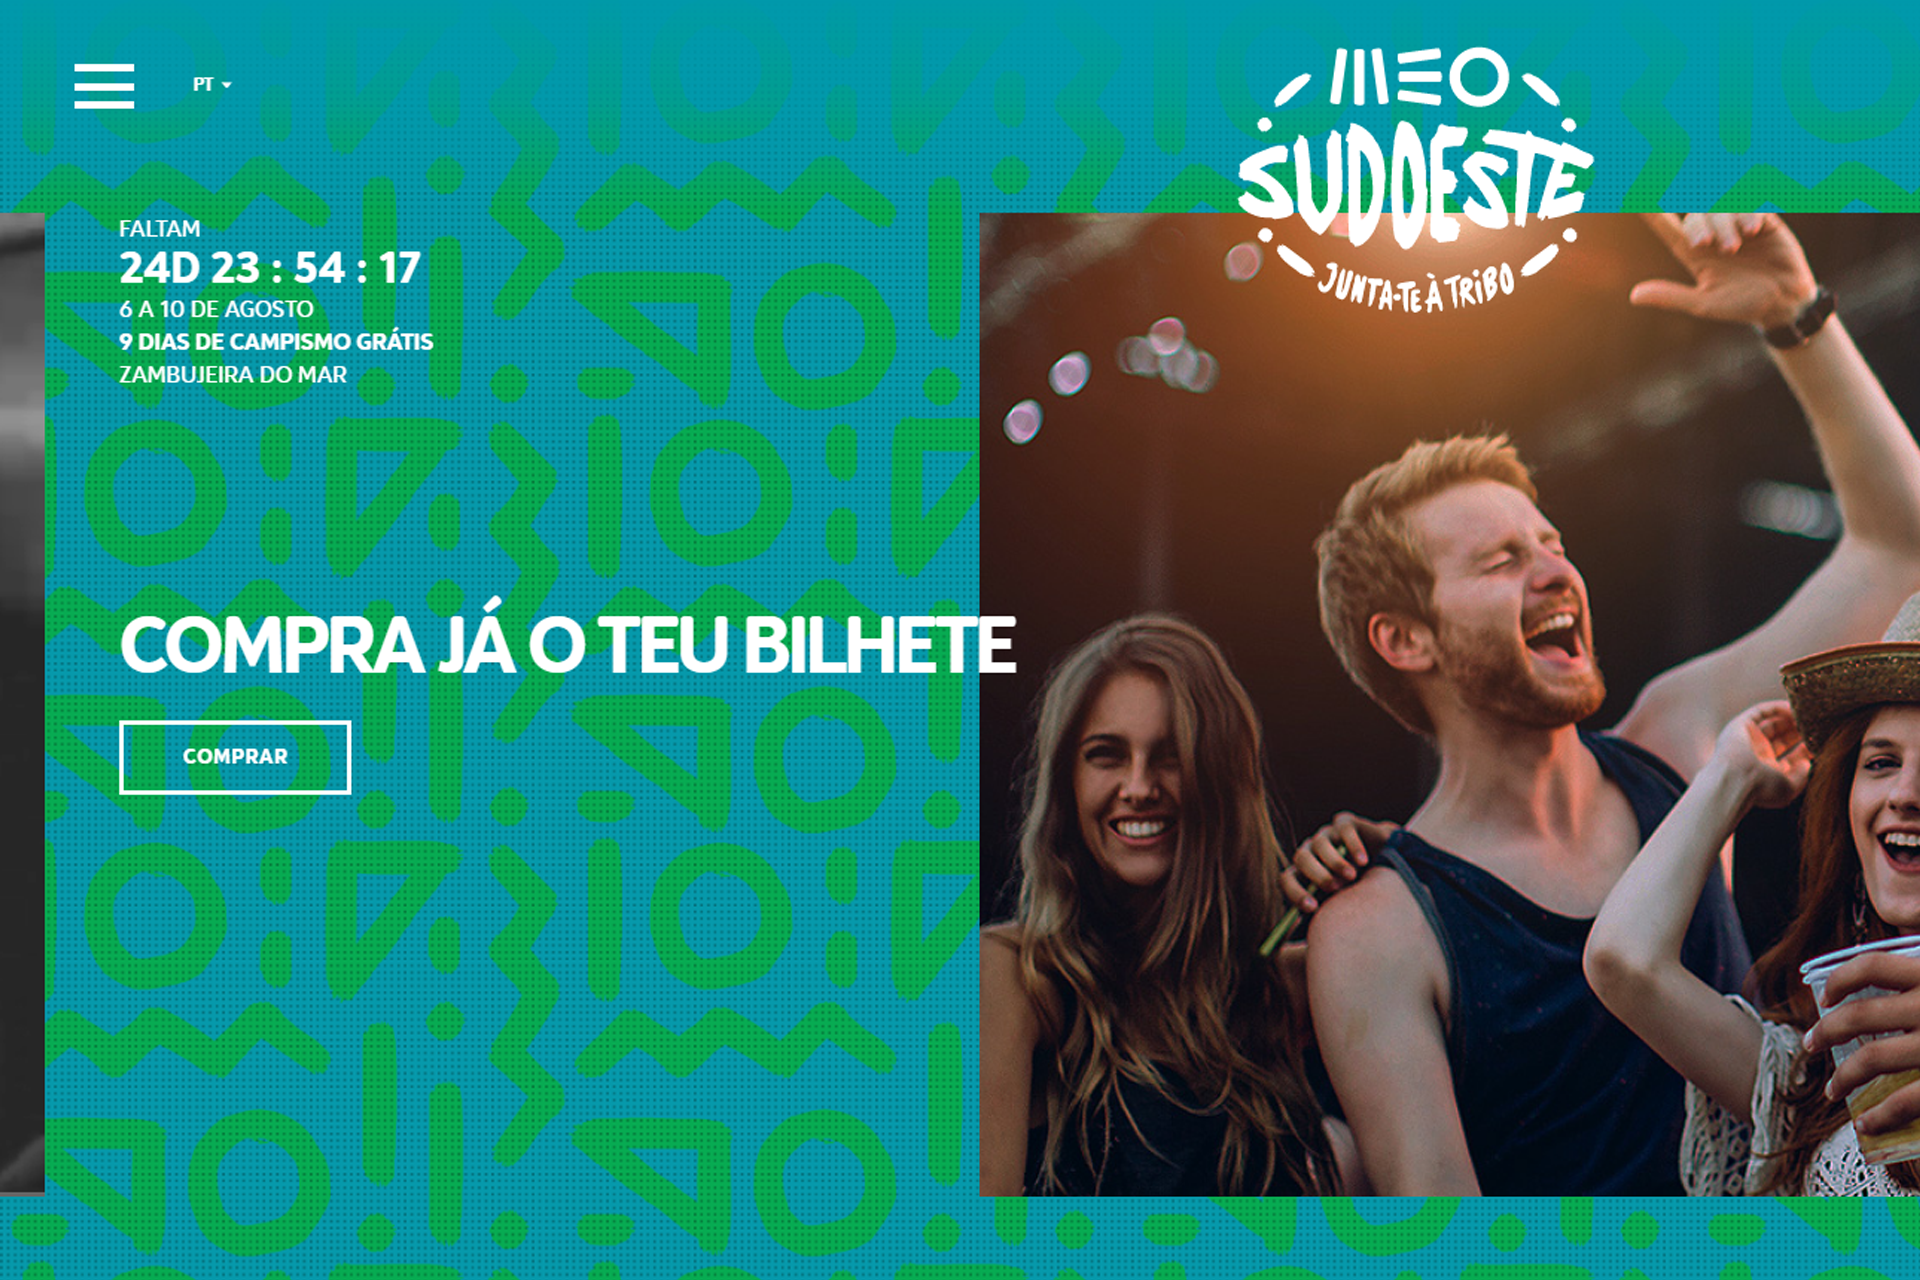 PT
MEO
SUDOESTE
JUNTA-TE À TRIBO
FALTAM
24D 23 : 54 : 17
6 A 10 DE AGOSTO
9 DIAS DE CAMPISMO GRÁTIS
ZAMBUJEIRA DO MAR
COMPRA JÁ O TEU BILHETE
COMPRAR